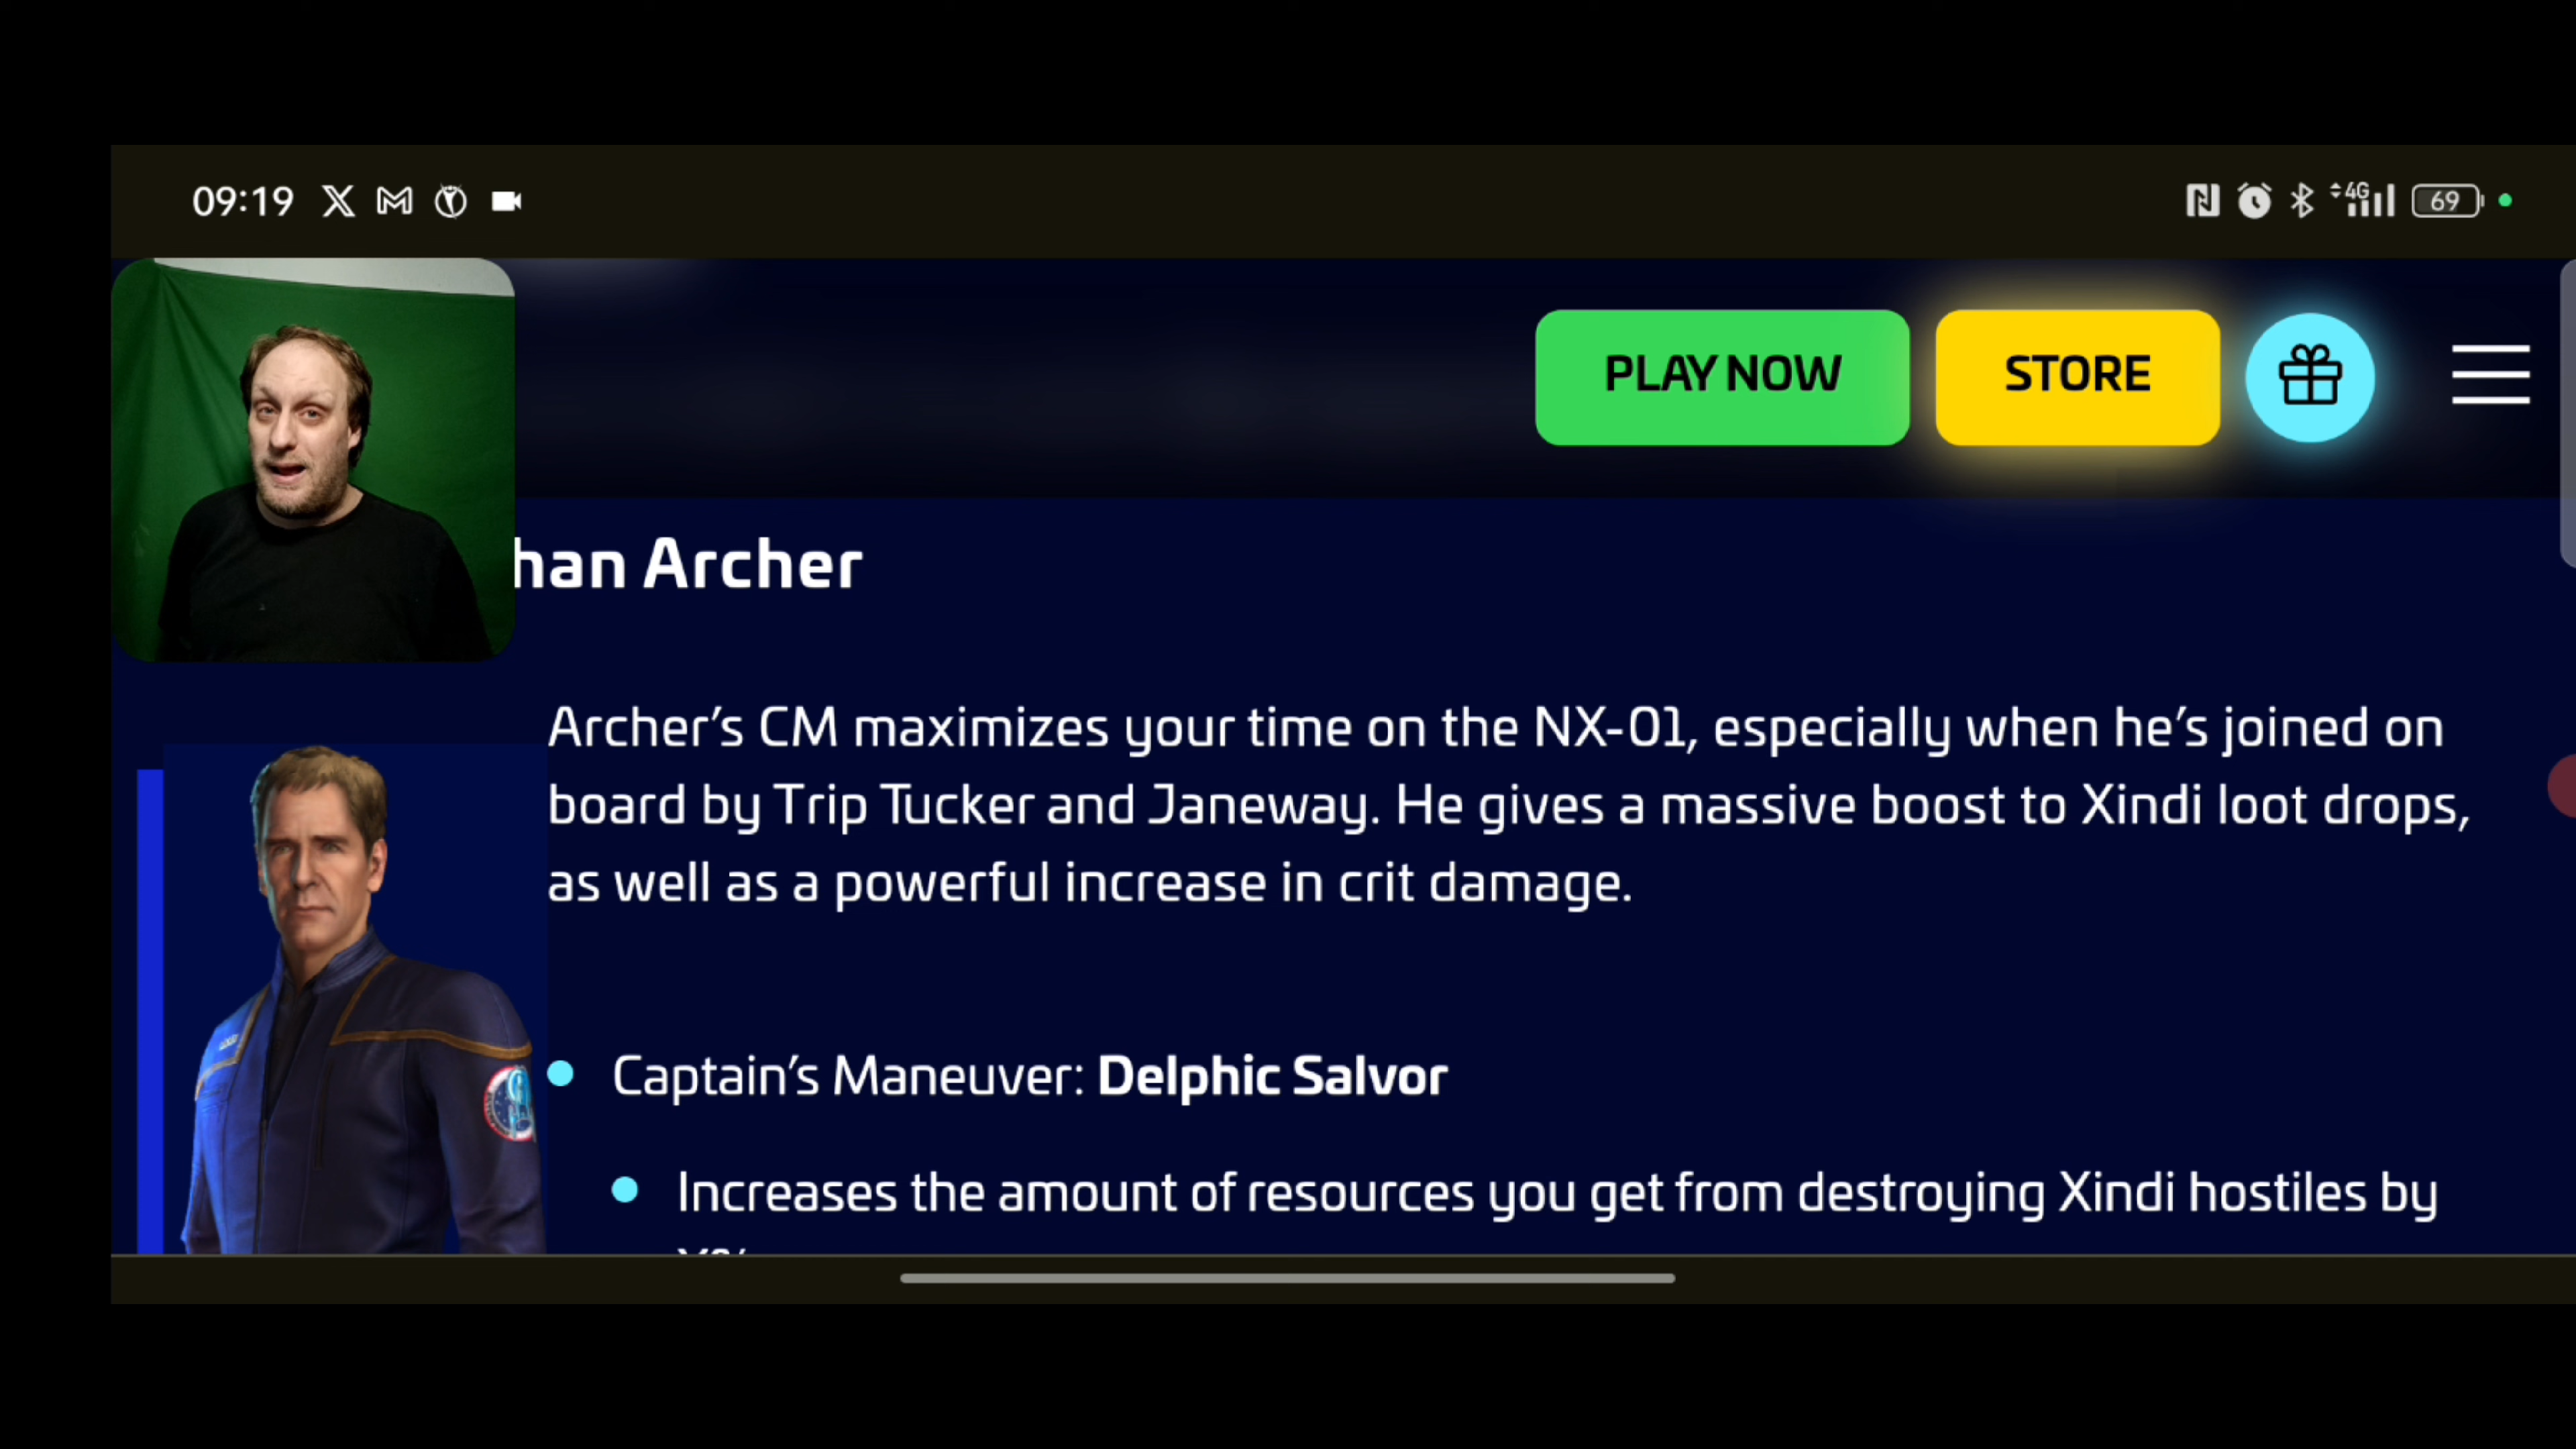 09:19
4G
69
PLAY NOW
STORE
han Archer
Archer's CM maximizes your time on the NX-01, especially when he's joined on
board by Trip Tucker and Janeway. He gives a massive boost to Xindi loot drops,
as well as a powerful increase in crit damage.
Captain's Maneuver: Delphic Salvor
Increases the amount of resources you get from destroying Xindi hostiles by